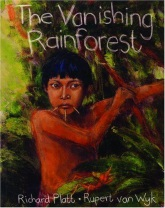 The Vanishing
Rainforest
Richard Platt • Rupert van Wyk